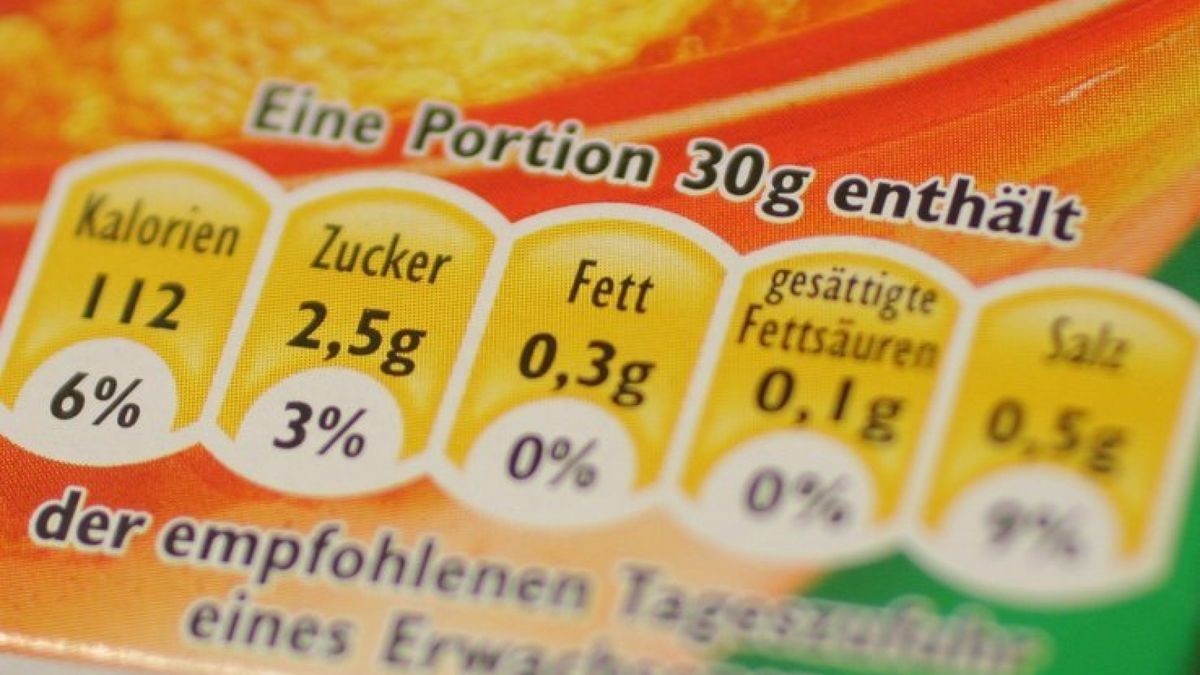 Eine Portion 30g enthält
Kalorien
112
6%
Zucker
2,5g
3%
Fett
0,3g
0%
gesättigte
Fettsäuren
0,1g
0%
Salz
0,5g
9%
der empfohlenen Tageszufuhr
eines